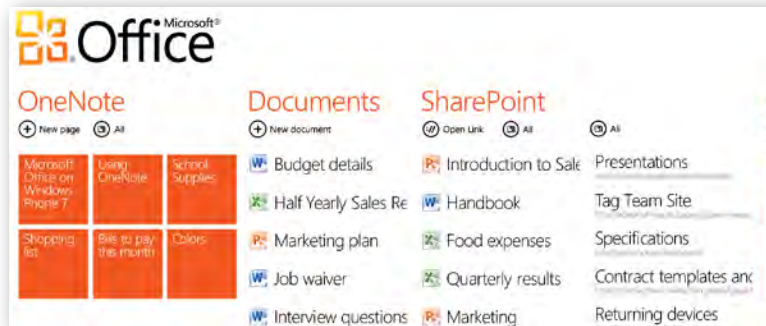 Microsoft®
Office
OneNote
New page
All
Microsoft
Office on
Windows
Phone 7
Using
OneNote
School
Supplies
Shopping
list
Bills to pay
this month
Colors
Documents
New document
Budget details
Half Yearly Sales Re
Marketing plan
Job waiver
Interview questions
SharePoint
Open Link
All
Introduction to Sale
Handbook
Food expenses
Quarterly results
Marketing
All
Presentations
Tag Team Site
Specifications
Contract templates and
Returning devices